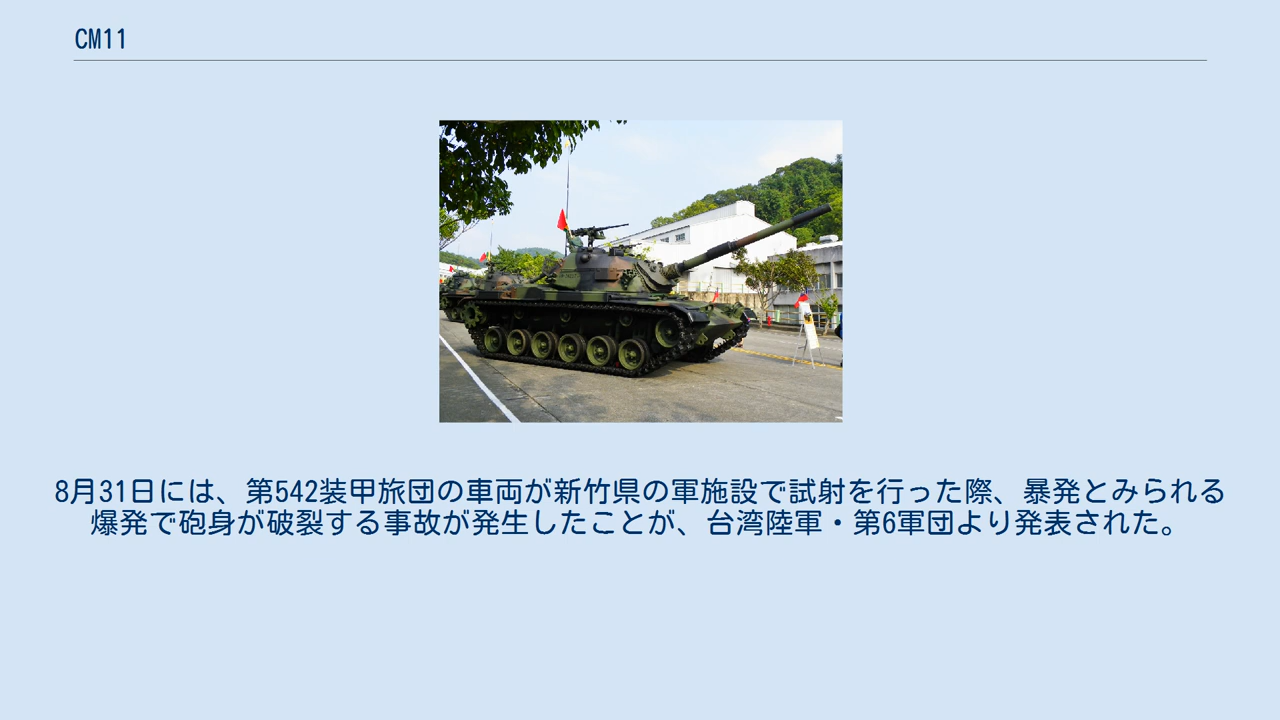 CM11
8月31日には、第542装甲旅団の車両が新竹県の軍施設で試射を行った際、暴発とみられる
爆発で砲身が破裂する事故が発生したことが、台湾陸軍・第6軍団より発表された。